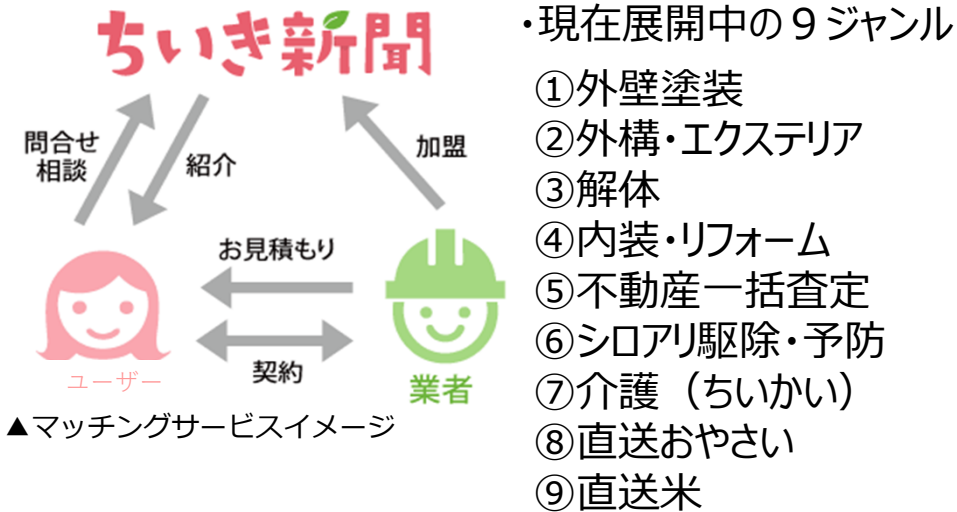 ちいき新聞
問合せ
相談
紹介
加盟
お見積もり
契約
ユーザー
業者
▲マッチングサービスイメージ
・現在展開中の９ジャンル
①外壁塗装
②外構・エクステリア
③解体
④内装・リフォーム
⑤不動産一括査定
⑥シロアリ駆除・予防
⑦介護（ちいかい）
⑧直送おやさい
⑨直送米